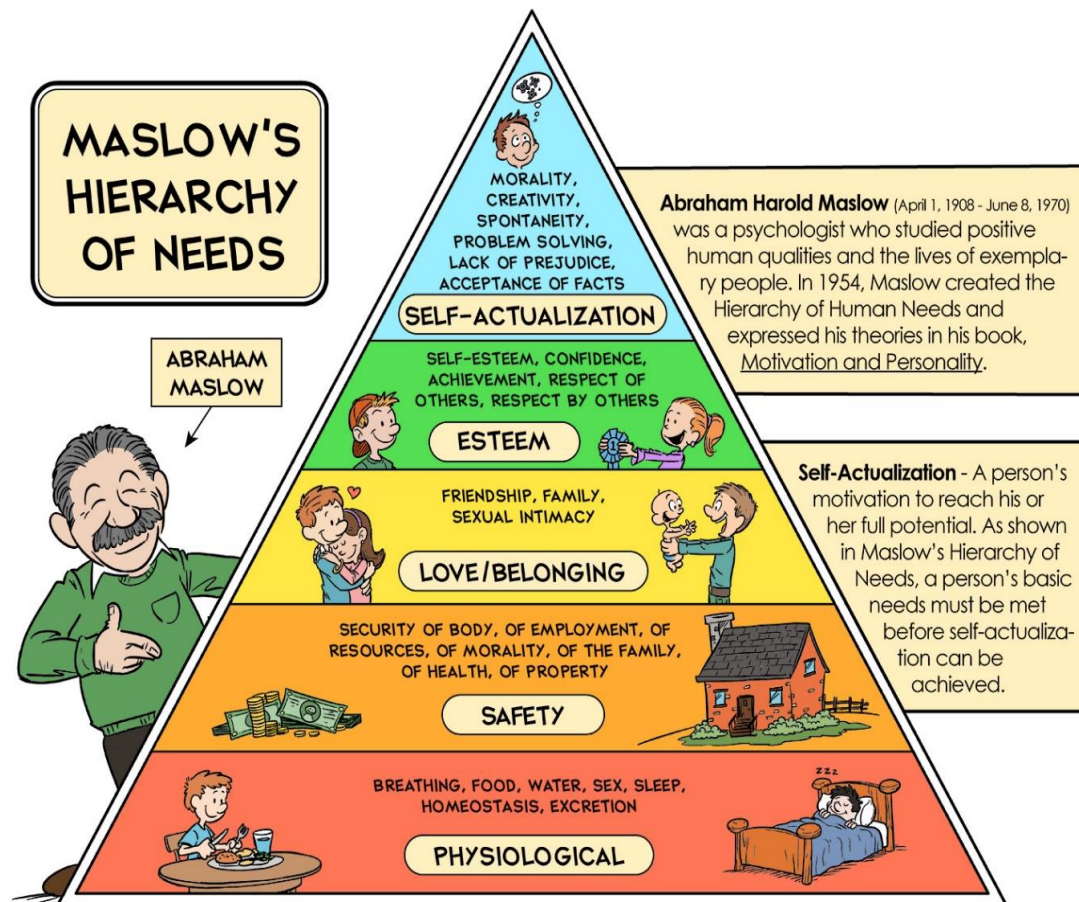 MASLOW'S
HIERARCHY
OF NEEDS
ABRAHAM
MASLOW
MORALITY,
CREATIVITY,
SPONTANEITY,
PROBLEM SOLVING,
LACK OF PREJUDICE,
ACCEPTANCE OF FACTS
SELF-ACTUALIZATION
SELF-ESTEEM, CONFIDENCE,
ACHIEVEMENT, RESPECT OF
OTHERS, RESPECT BY OTHERS
ESTEEM
1
FRIENDSHIP, FAMILY,
SEXUAL INTIMACY
LOVE/BELONGING
SECURITY OF BODY, OF EMPLOYMENT, OF
RESOURCES, OF MORALITY, OF THE FAMILY,
OF HEALTH, OF PROPERTY
SAFETY
BREATHING, FOOD, WATER, SEX, SLEEP,
HOMEOSTASIS, EXCRETION
PHYSIOLOGICAL
ZZZ
Abraham Harold Maslow (April 1, 1908 - June 8, 1970)
was a psychologist who studied positive
human qualities and the lives of exempla-
ry people. In 1954, Maslow created the
Hierarchy of Human Needs and
expressed his theories in his book,
Motivation and Personality.
Self-Actualization - A person's
motivation to reach his or
her full potential. As shown
in Maslow's Hierarchy of
Needs, a person's basic
needs must be met
before self-actualiza-
tion can be
achieved.